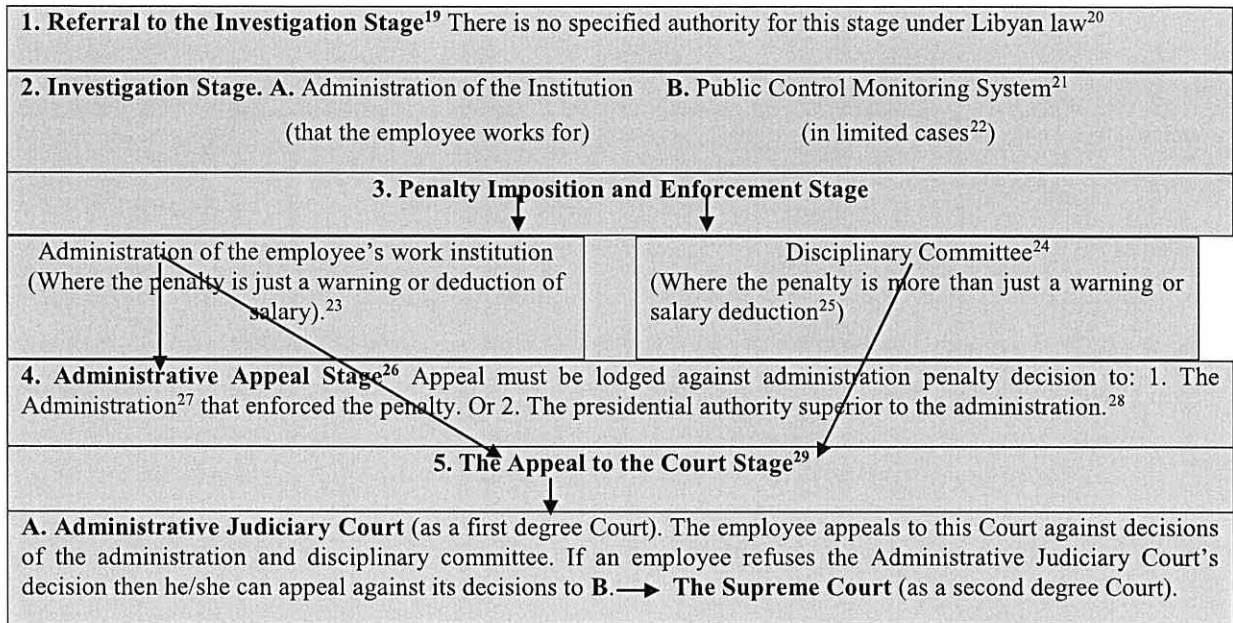 1. Referral to the Investigation Stage¹⁹ There is no specified authority for this stage under Libyan law²⁰
2. Investigation Stage. A. Administration of the Institution B. Public Control Monitoring System²¹
(that the employee works for) (in limited cases²²)
3. Penalty Imposition and Enforcement Stage
Administration of the employee's work institution
(Where the penalty is just a warning or deduction of
salary).²³
Disciplinary Committee²⁴
(Where the penalty is more than just a warning or
salary deduction²⁵)
4. Administrative Appeal Stage²⁶ Appeal must be lodged against administration penalty decision to: 1. The
Administration²⁷ that enforced the penalty. Or 2. The presidential authority superior to the administration.²⁸
5. The Appeal to the Court Stage²⁹
A. Administrative Judiciary Court (as a first degree Court). The employee appeals to this Court against decisions
of the administration and disciplinary committee. If an employee refuses the Administrative Judiciary Court's
decision then he/she can appeal against its decisions to B.→ The Supreme Court (as a second degree Court).